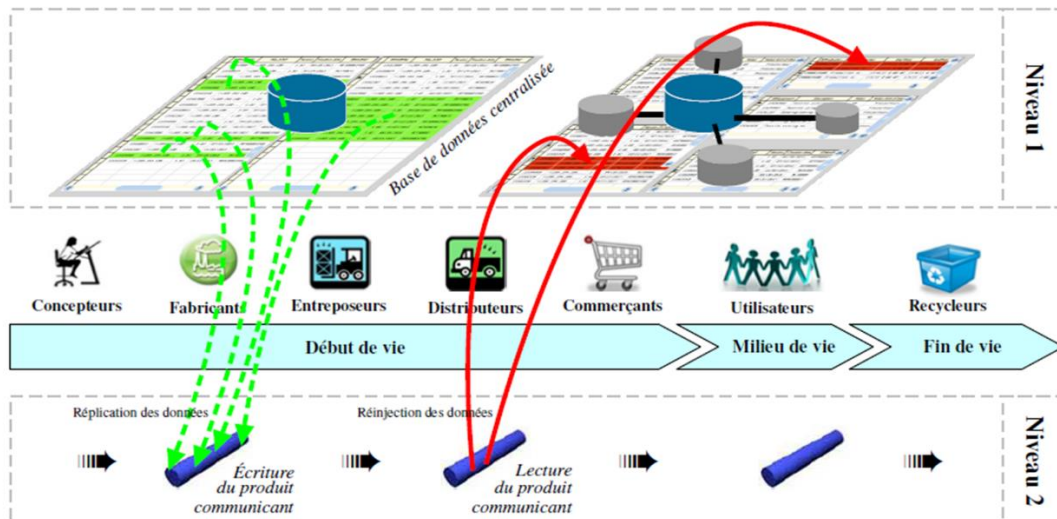 Base de données centralisée
Niveau 1
Concepteurs
Fabricants
Entreposeurs
Distributeurs
Commerçants
Utilisateurs
Recycleurs
Début de vie
Milieu de vie
Fin de vie
Réplication des données
Réinjection des données
Écriture
du produit
communicant
Lecture
du produit
communicant
Niveau 2